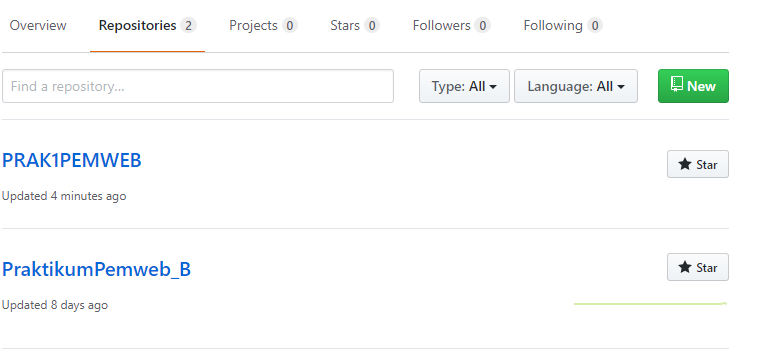 Overview Repositories 2 Projects 0 Stars 0 Followers 0 Following 0
Find a repository... Type: All Language: All New
PRAK1PEMWEB
Star
Updated 4 minutes ago
PraktikumPemweb_B
Star
Updated 8 days ago